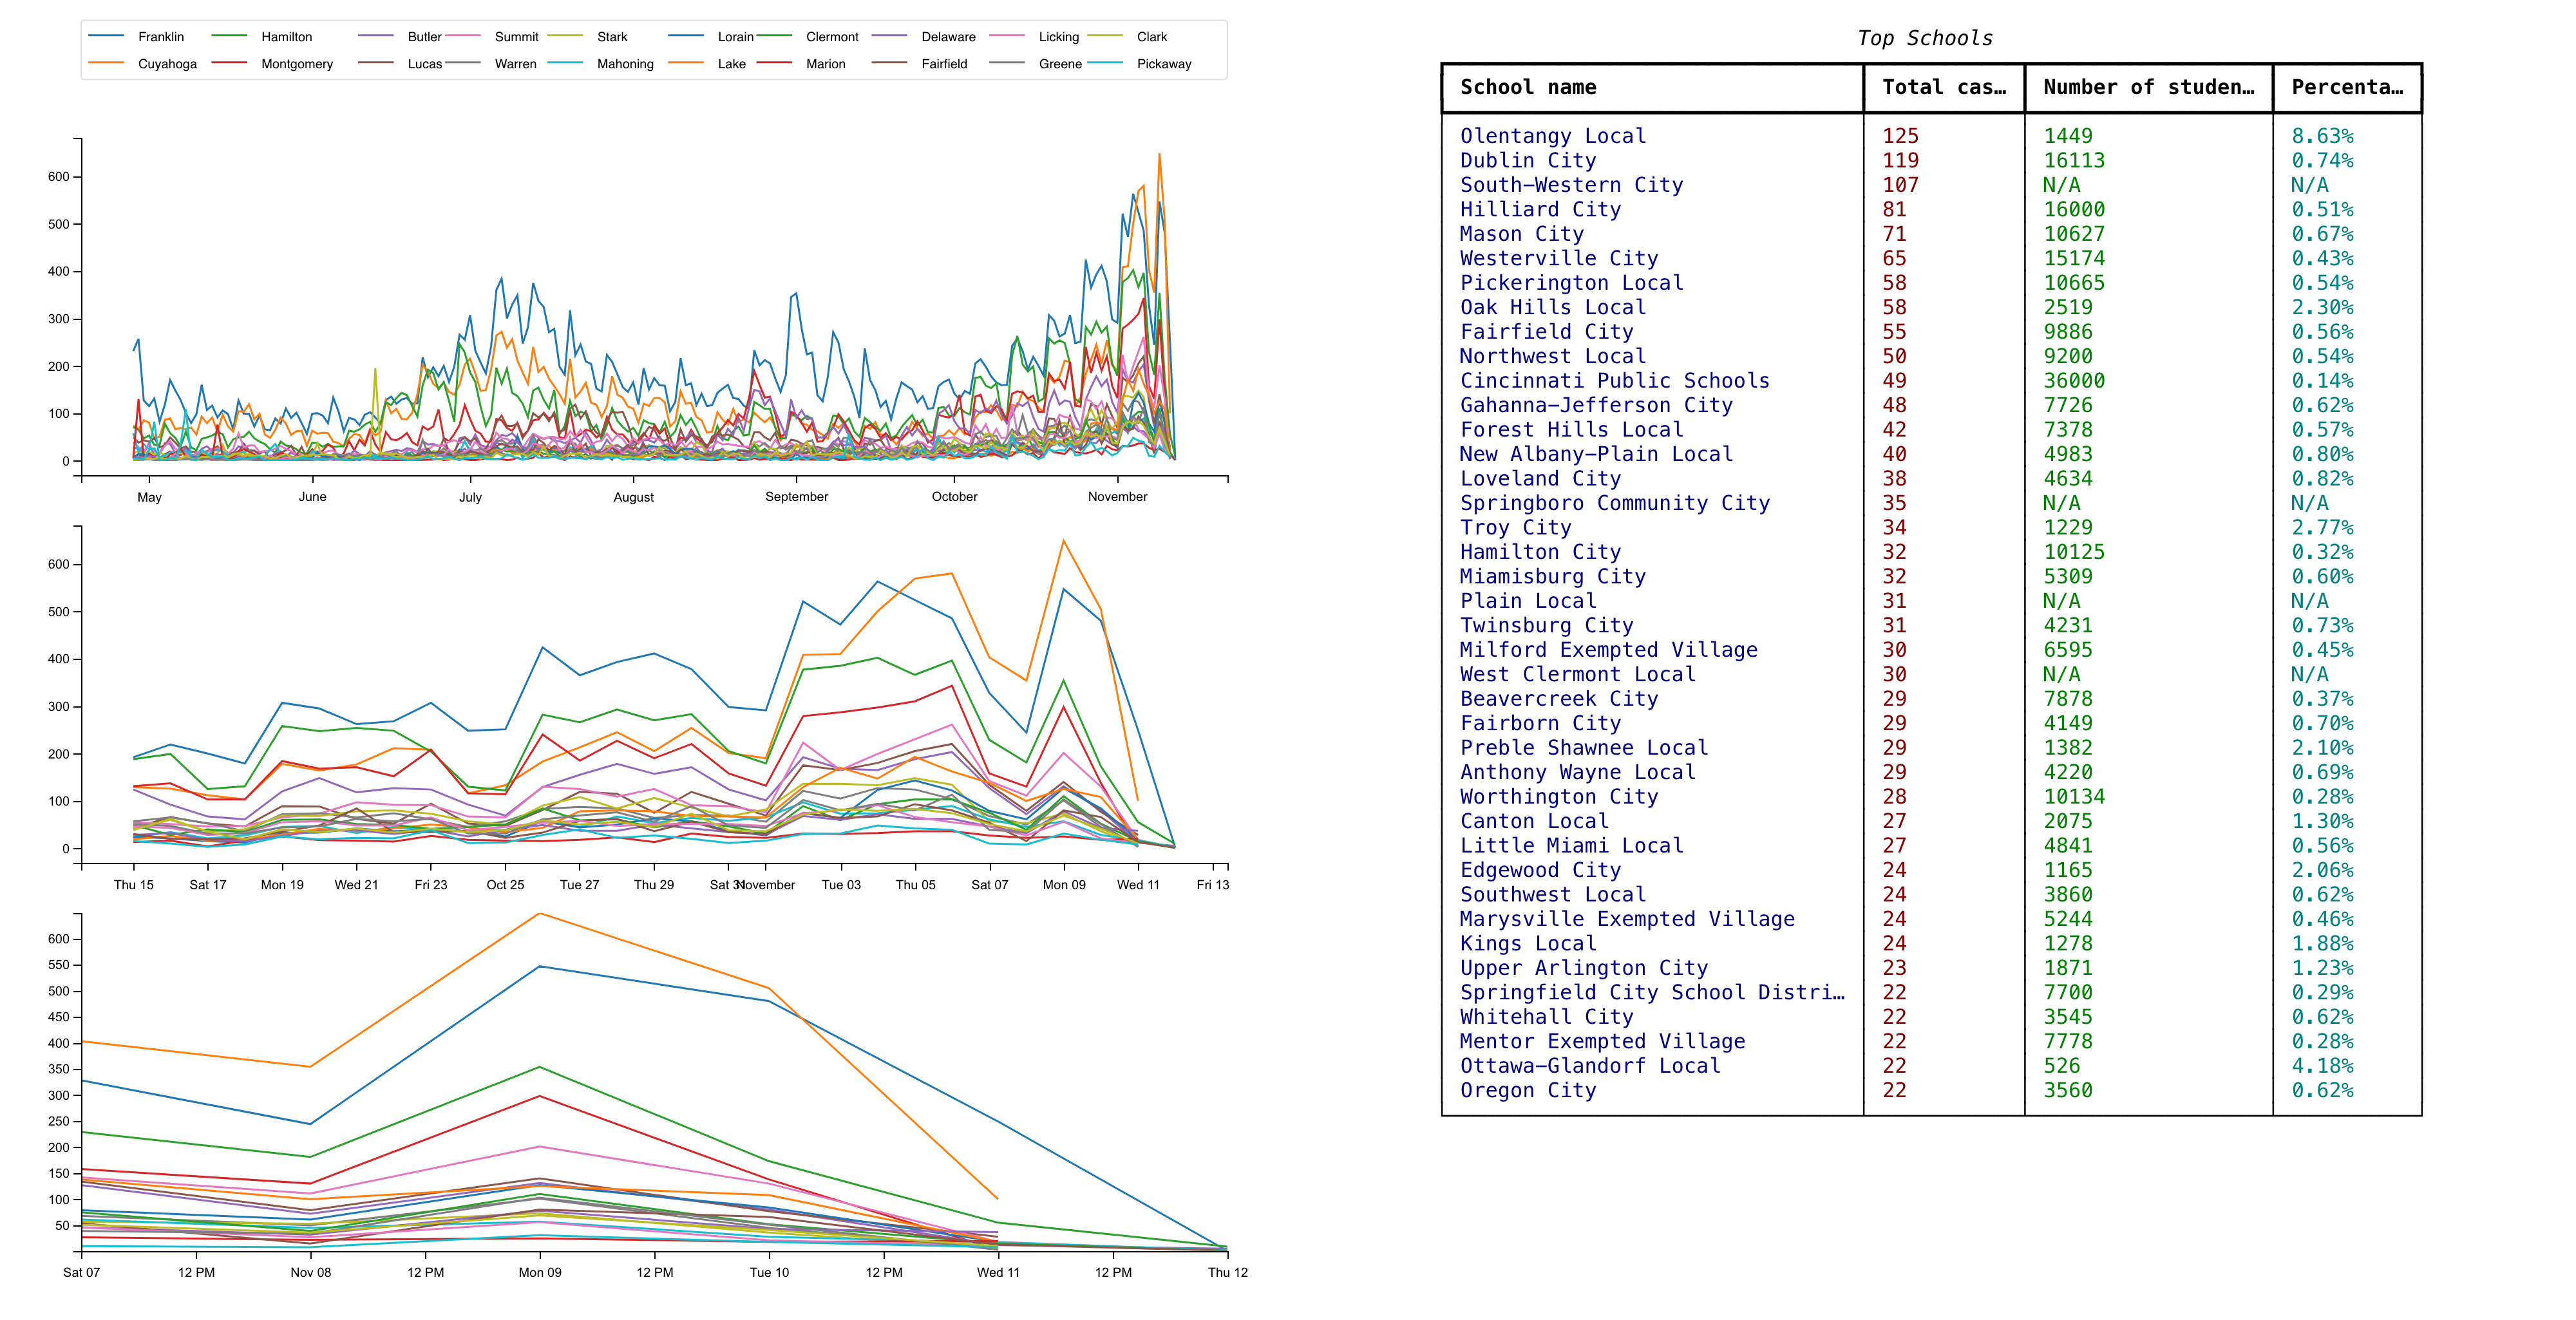 Franklin Hamilton Butler Summit Stark Lorain Clermont Delaware Licking Clark
Cuyahoga Montgomery Lucas Warren Mahoning Lake Marion Fairfield Greene Pickaway
600
500
400
300
200
100
0
May June July August September October November
600
500
400
300
200
100
0
Thu 15 Sat 17 Mon 19 Wed 21 Fri 23 Oct 25 Tue 27 Thu 29 Sat 31 November Tue 03 Thu 05 Sat 07 Mon 09 Wed 11 Fri 13
600
550
500
450
400
350
300
250
200
150
100
50
Sat 07 12 PM Nov 08 12 PM Mon 09 12 PM Tue 10 12 PM Wed 11 12 PM Thu 12
Top Schools
School name Total cas… Number of studen… Percenta…
Olentangy Local 125 1449 8.63%
Dublin City 119 16113 0.74%
South-Western City 107 N/A N/A
Hilliard City 81 16000 0.51%
Mason City 71 10627 0.67%
Westerville City 65 15174 0.43%
Pickerington Local 58 10665 0.54%
Oak Hills Local 58 2519 2.30%
Fairfield City 55 9886 0.56%
Northwest Local 50 9200 0.54%
Cincinnati Public Schools 49 36000 0.14%
Gahanna-Jefferson City 48 7726 0.62%
Forest Hills Local 42 7378 0.57%
New Albany-Plain Local 40 4983 0.80%
Loveland City 38 4634 0.82%
Springboro Community City 35 N/A N/A
Troy City 34 1229 2.77%
Hamilton City 32 10125 0.32%
Miamisburg City 32 5309 0.60%
Plain Local 31 N/A N/A
Twinsburg City 31 4231 0.73%
Milford Exempted Village 30 6595 0.45%
West Clermont Local 30 N/A N/A
Beavercreek City 29 7878 0.37%
Fairborn City 29 4149 0.70%
Preble Shawnee Local 29 1382 2.10%
Anthony Wayne Local 29 4220 0.69%
Worthington City 28 10134 0.28%
Canton Local 27 2075 1.30%
Little Miami Local 27 4841 0.56%
Edgewood City 24 1165 2.06%
Southwest Local 24 3860 0.62%
Marysville Exempted Village 24 5244 0.46%
Kings Local 24 1278 1.88%
Upper Arlington City 23 1871 1.23%
Springfield City School Distri… 22 7700 0.29%
Whitehall City 22 3545 0.62%
Mentor Exempted Village 22 7778 0.28%
Ottawa-Glandorf Local 22 526 4.18%
Oregon City 22 3560 0.62%